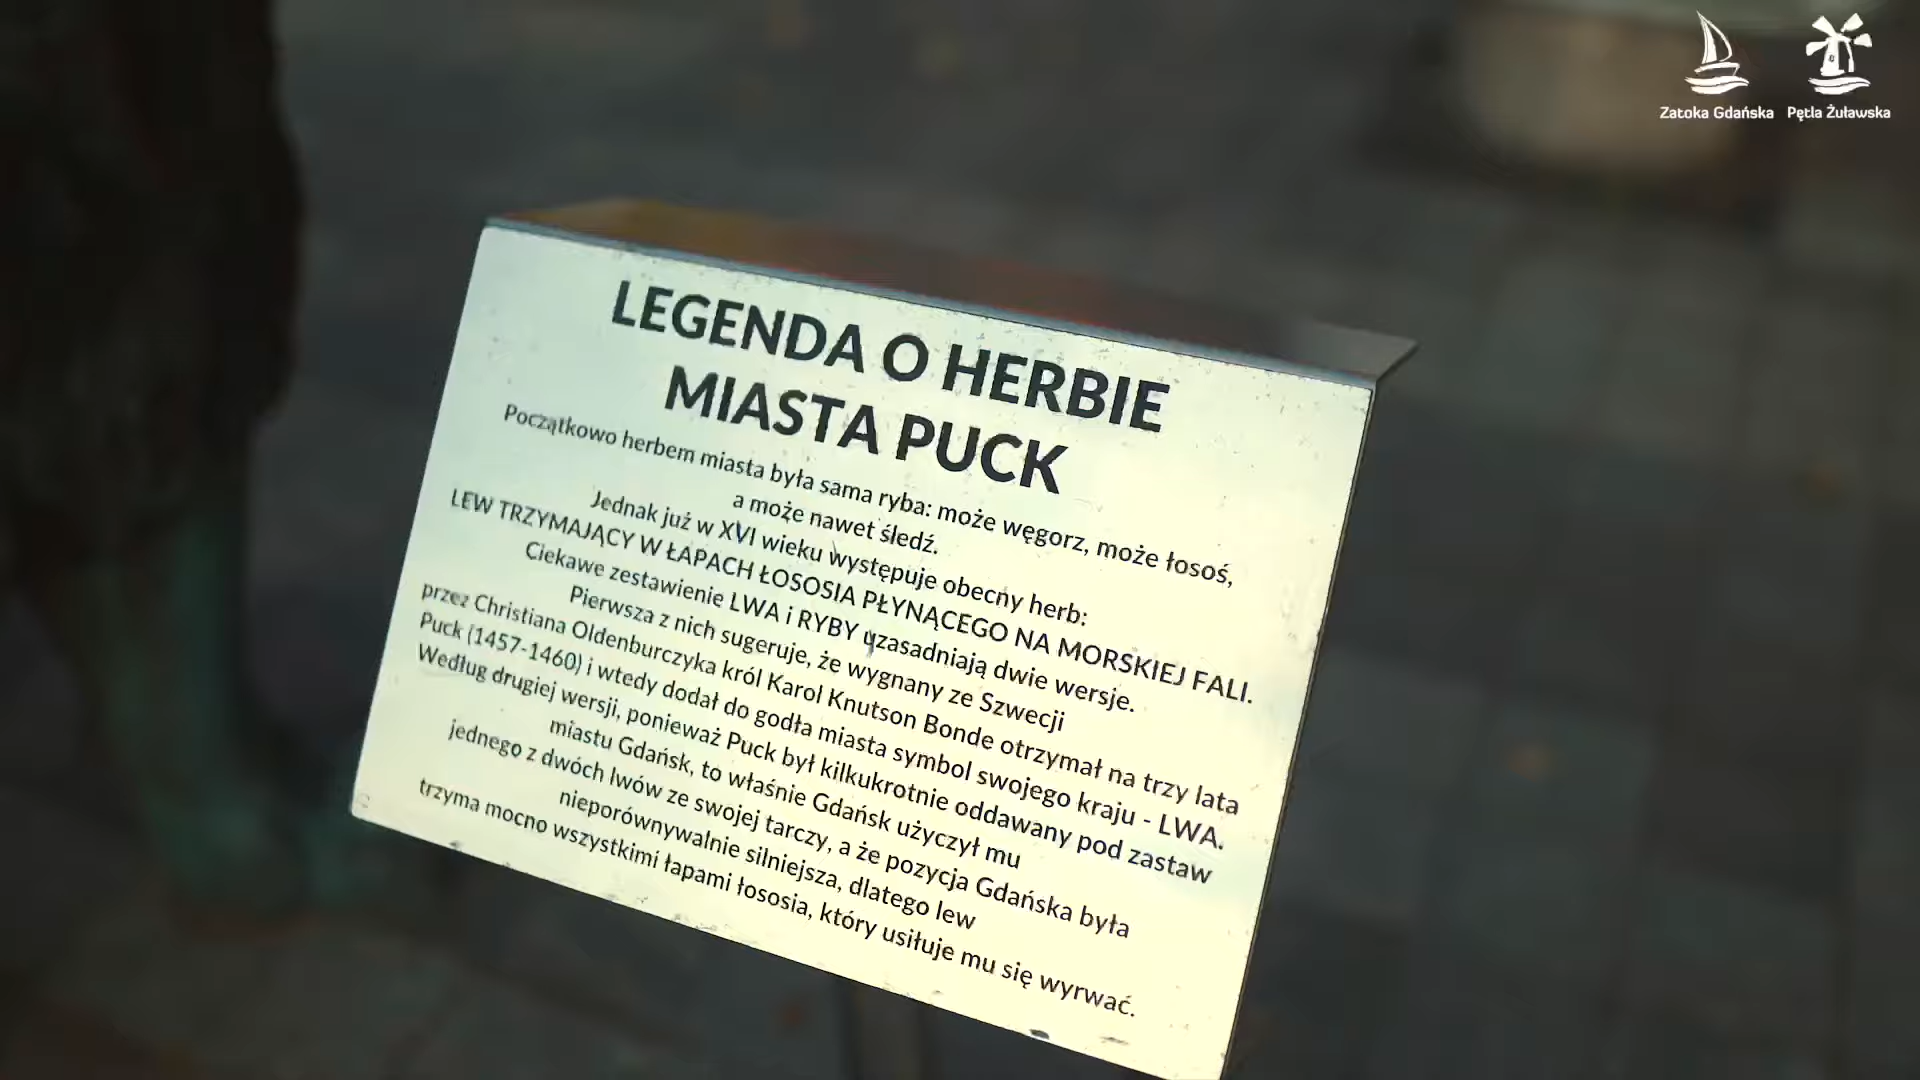 Zatoka Gdańska
Pętla Żuławska
LEGENDA O HERBIE
MIASTA PUCK
Początkowo herbem miasta była sama ryba: może węgorz, może łosoś,
a może nawet śledź.
Jednak już w XVI wieku występuje obecny herb:
LEW TRZYMAJĄCY W ŁAPACH ŁOSOSIA PŁYNĄCEGO NA MORSKIEJ FALI.
Ciekawe zestawienie LWA i RYBY uzasadniają dwie wersje.
Pierwsza z nich sugeruje, że wygnany ze Szwecji
przez Christiana Oldenburczyka król Karol Knutson Bonde otrzymał na trzy lata
Puck (1457-1460) i wtedy dodał do godła miasta symbol swojego kraju - LWA.
Według drugiej wersji, ponieważ Puck był kilkukrotnie oddawany pod zastaw
miastu Gdańsk, to właśnie Gdańsk użyczył mu
jednego z dwóch lwów ze swojej tarczy, a że pozycja Gdańska była
nieporównywalnie silniejsza, dlatego lew
trzyma mocno wszystkimi łapami łososia, który usiłuje mu się wyrwać.